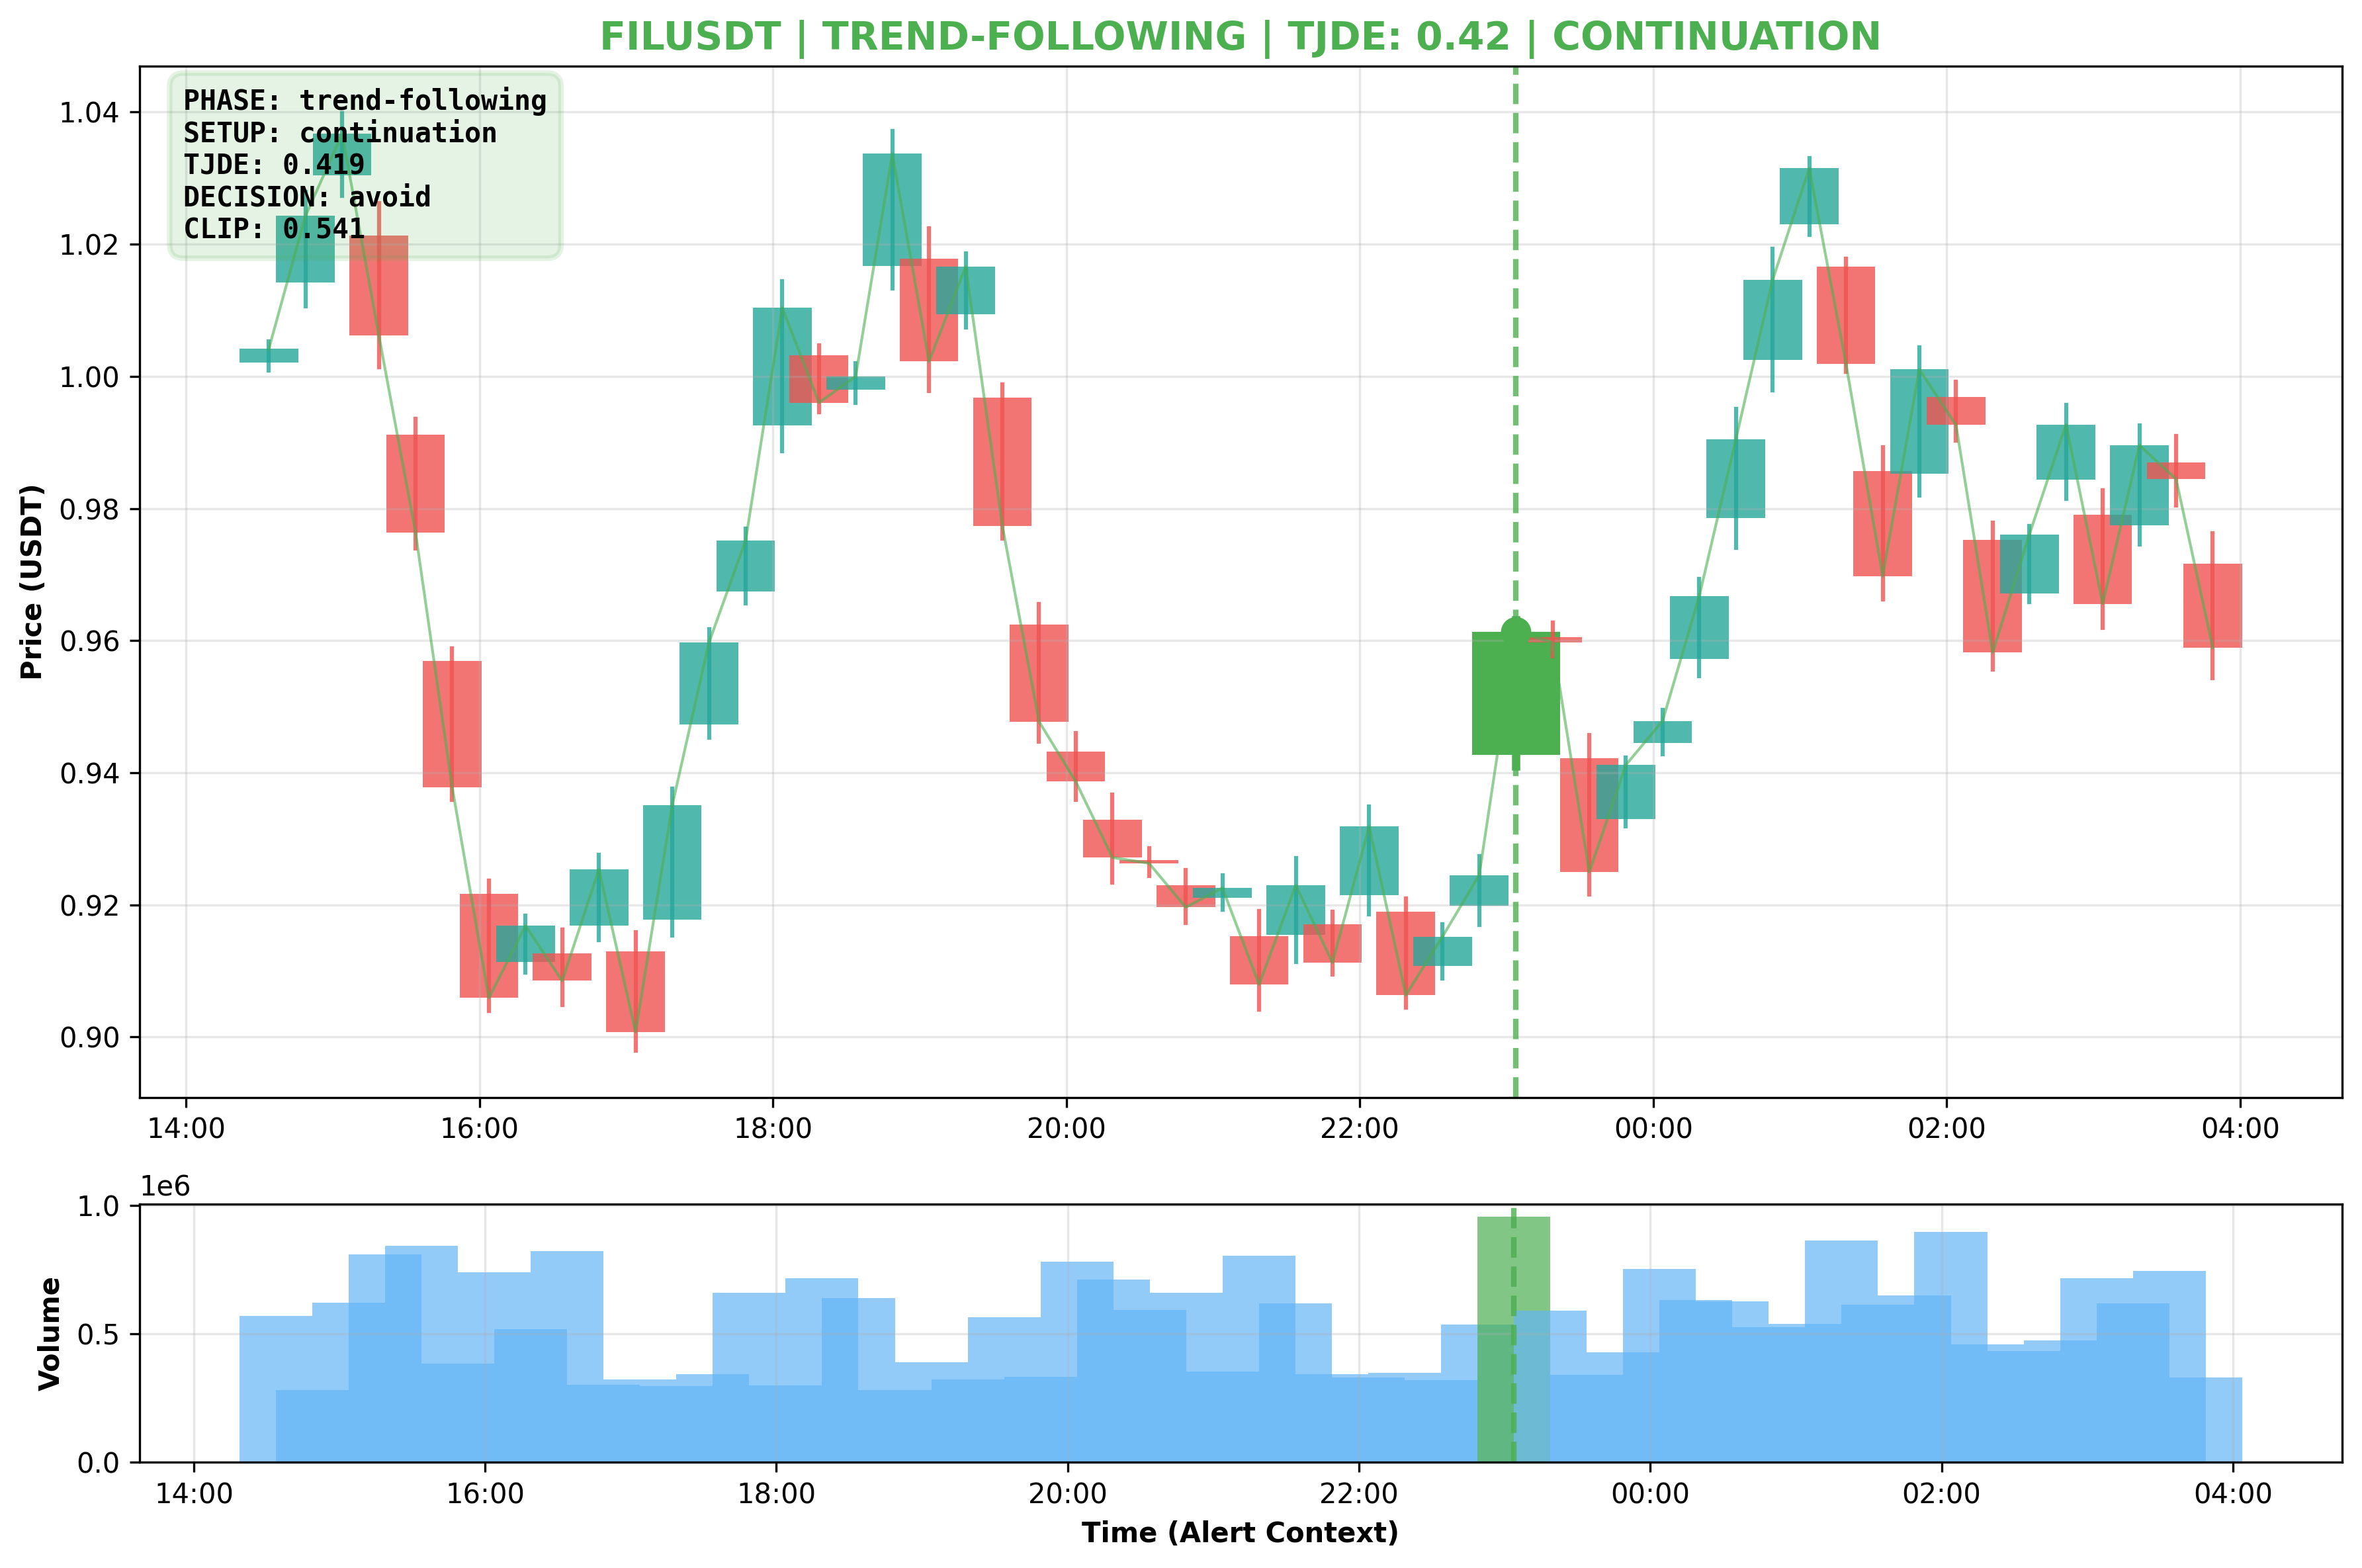 FILUSDT | TREND-FOLLOWING | TJDE: 0.42 | CONTINUATION
PHASE: trend-following
SETUP: continuation
TJDE: 0.419
DECISION: avoid
CLIP: 0.541
Price (USDT)
1.04
1.02
1.00
0.98
0.96
0.94
0.92
0.90
14:00 16:00 18:00 20:00 22:00 00:00 02:00 04:00
1e6
Volume
1.0
0.5
0.0
14:00 16:00 18:00 20:00 22:00 00:00 02:00 04:00
Time (Alert Context)